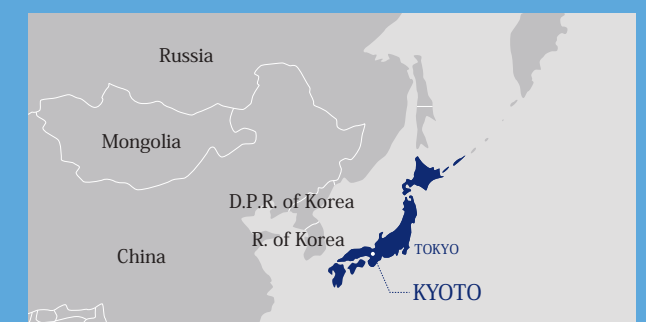 Russia
Mongolia
D.P.R. of Korea
R. of Korea
China
TOKYO
KYOTO